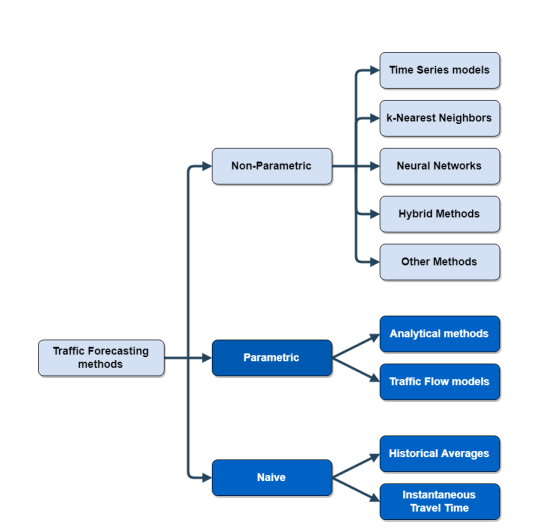 Time Series models
k-Nearest Neighbors
Non-Parametric
Neural Networks
Hybrid Methods
Other Methods
Traffic Forecasting
methods
Parametric
Analytical methods
Traffic Flow models
Naive
Historical Averages
Instantaneous
Travel Time